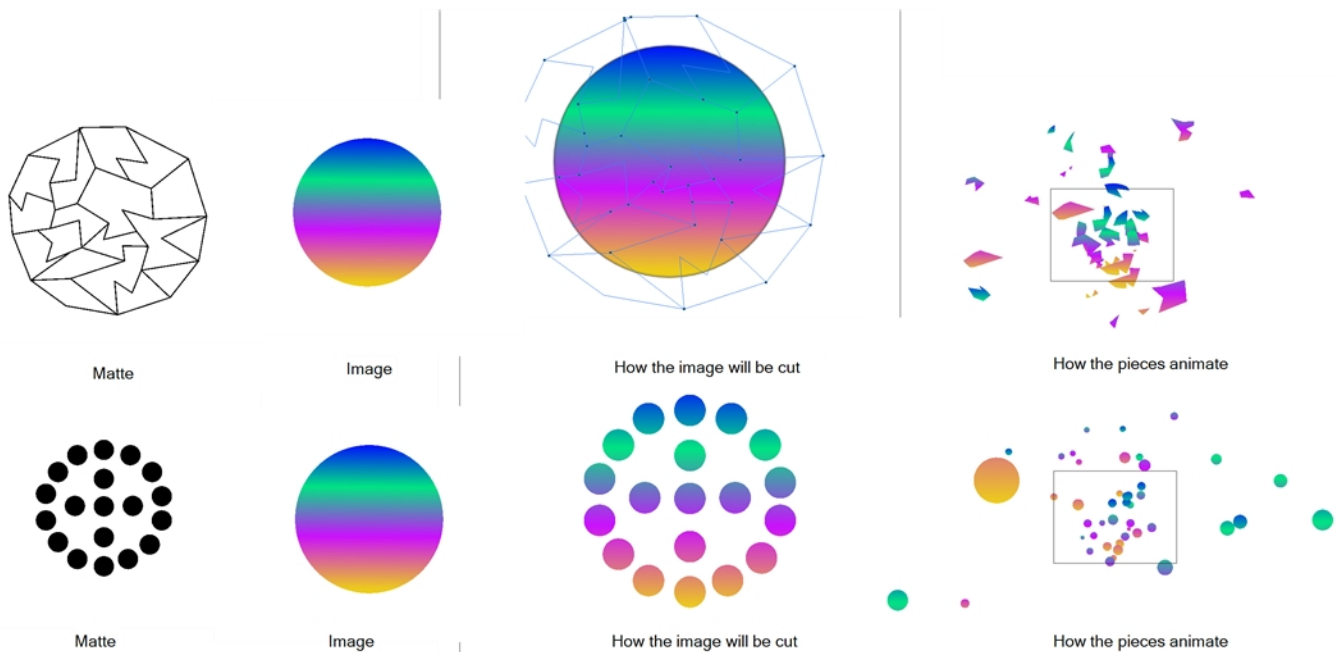 Matte
Image
How the image will be cut
How the pieces animate
Matte
Image
How the image will be cut
How the pieces animate